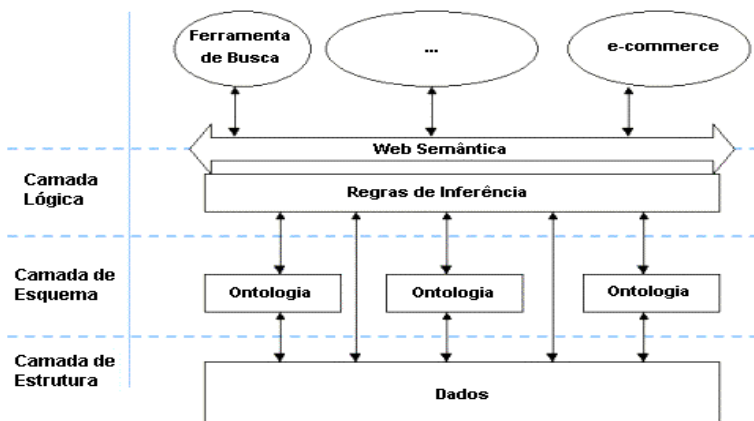 Ferramenta
de Busca
...
e-commerce
Web Semântica
Camada
Lógica
Regras de Inferência
Camada de
Esquema
Ontologia
Ontologia
Ontologia
Camada de
Estrutura
Dados